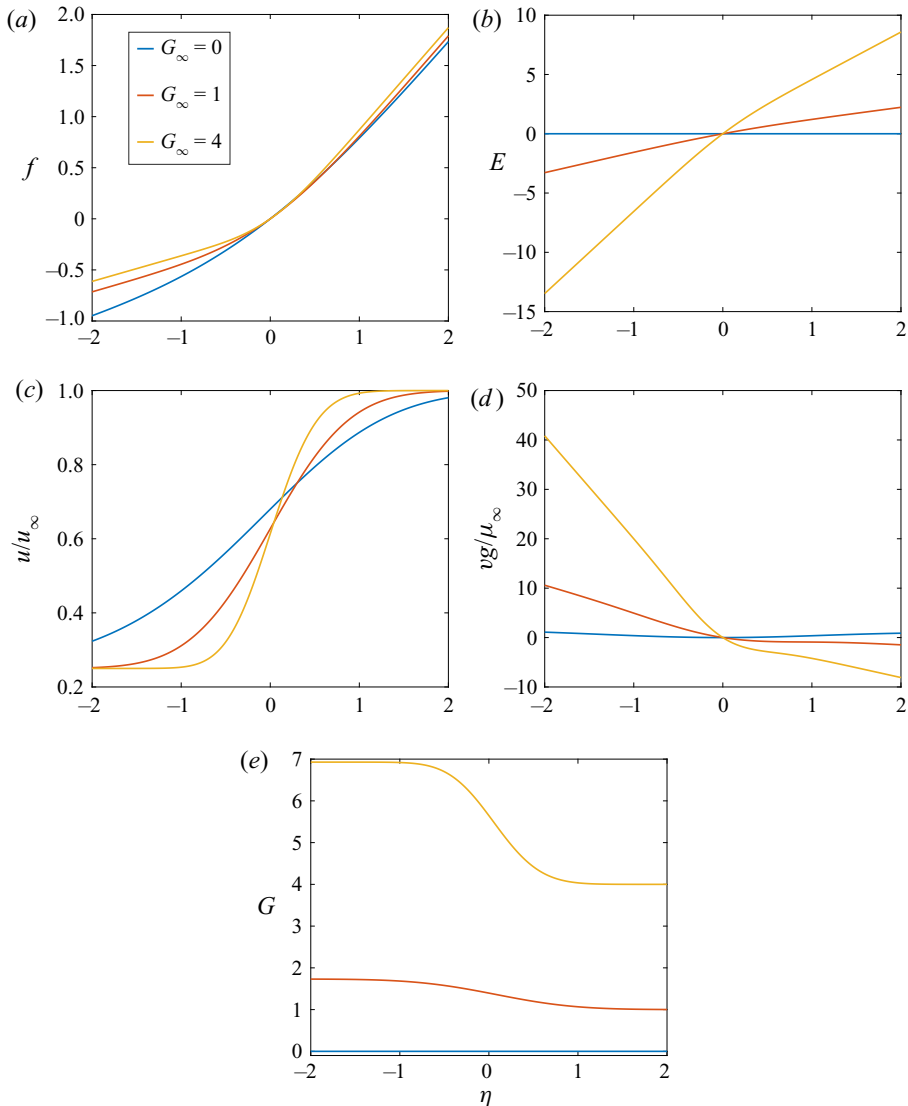 (a)
2.0
1.5
1.0
0.5
0
−0.5
−1.0
f
G∞ = 0
G∞ = 1
G∞ = 4
−2 −1 0 1 2
(b)
10
5
0
−5
−10
−15
E
−2 −1 0 1 2
(c)
1.0
0.8
0.6
0.4
0.2
u/u∞
−2 −1 0 1 2
(d)
50
40
30
20
10
0
−10
vg/μ∞
−2 −1 0 1 2
(e)
7
6
5
4
3
2
1
0
G
−2 −1 0 1 2
η